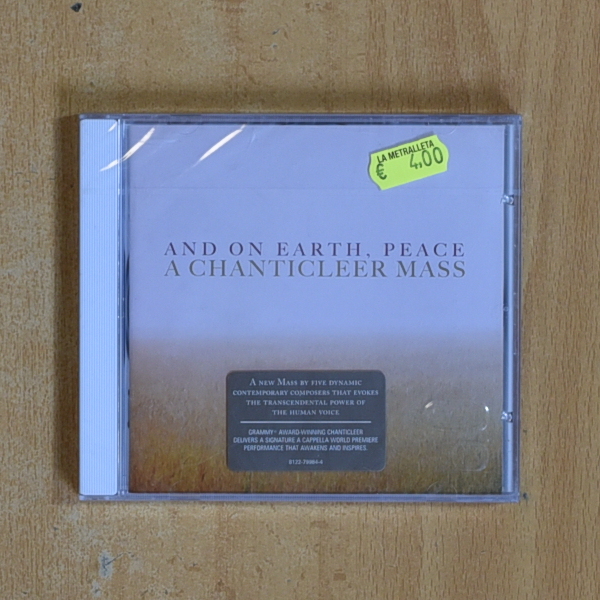 LA METRALLETA
€ 4,00
AND ON EARTH, PEACE
A CHANTICLEER MASS
A NEW MASS BY FIVE DYNAMIC
CONTEMPORARY COMPOSERS THAT EVOKES
THE TRANSCENDENTAL POWER OF
THE HUMAN VOICE
GRAMMY® AWARD-WINNING CHANTICLEER
DELIVERS A SIGNATURE A CAPPELLA WORLD PREMIERE
PERFORMANCE THAT AWAKENS AND INSPIRES.